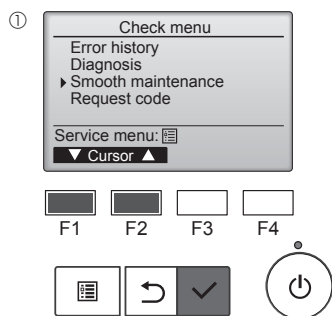 ①
Check menu
Error history
Diagnosis
Smooth maintenance
Request code
Service menu:
▼ Cursor ▲
F1 F2 F3 F4